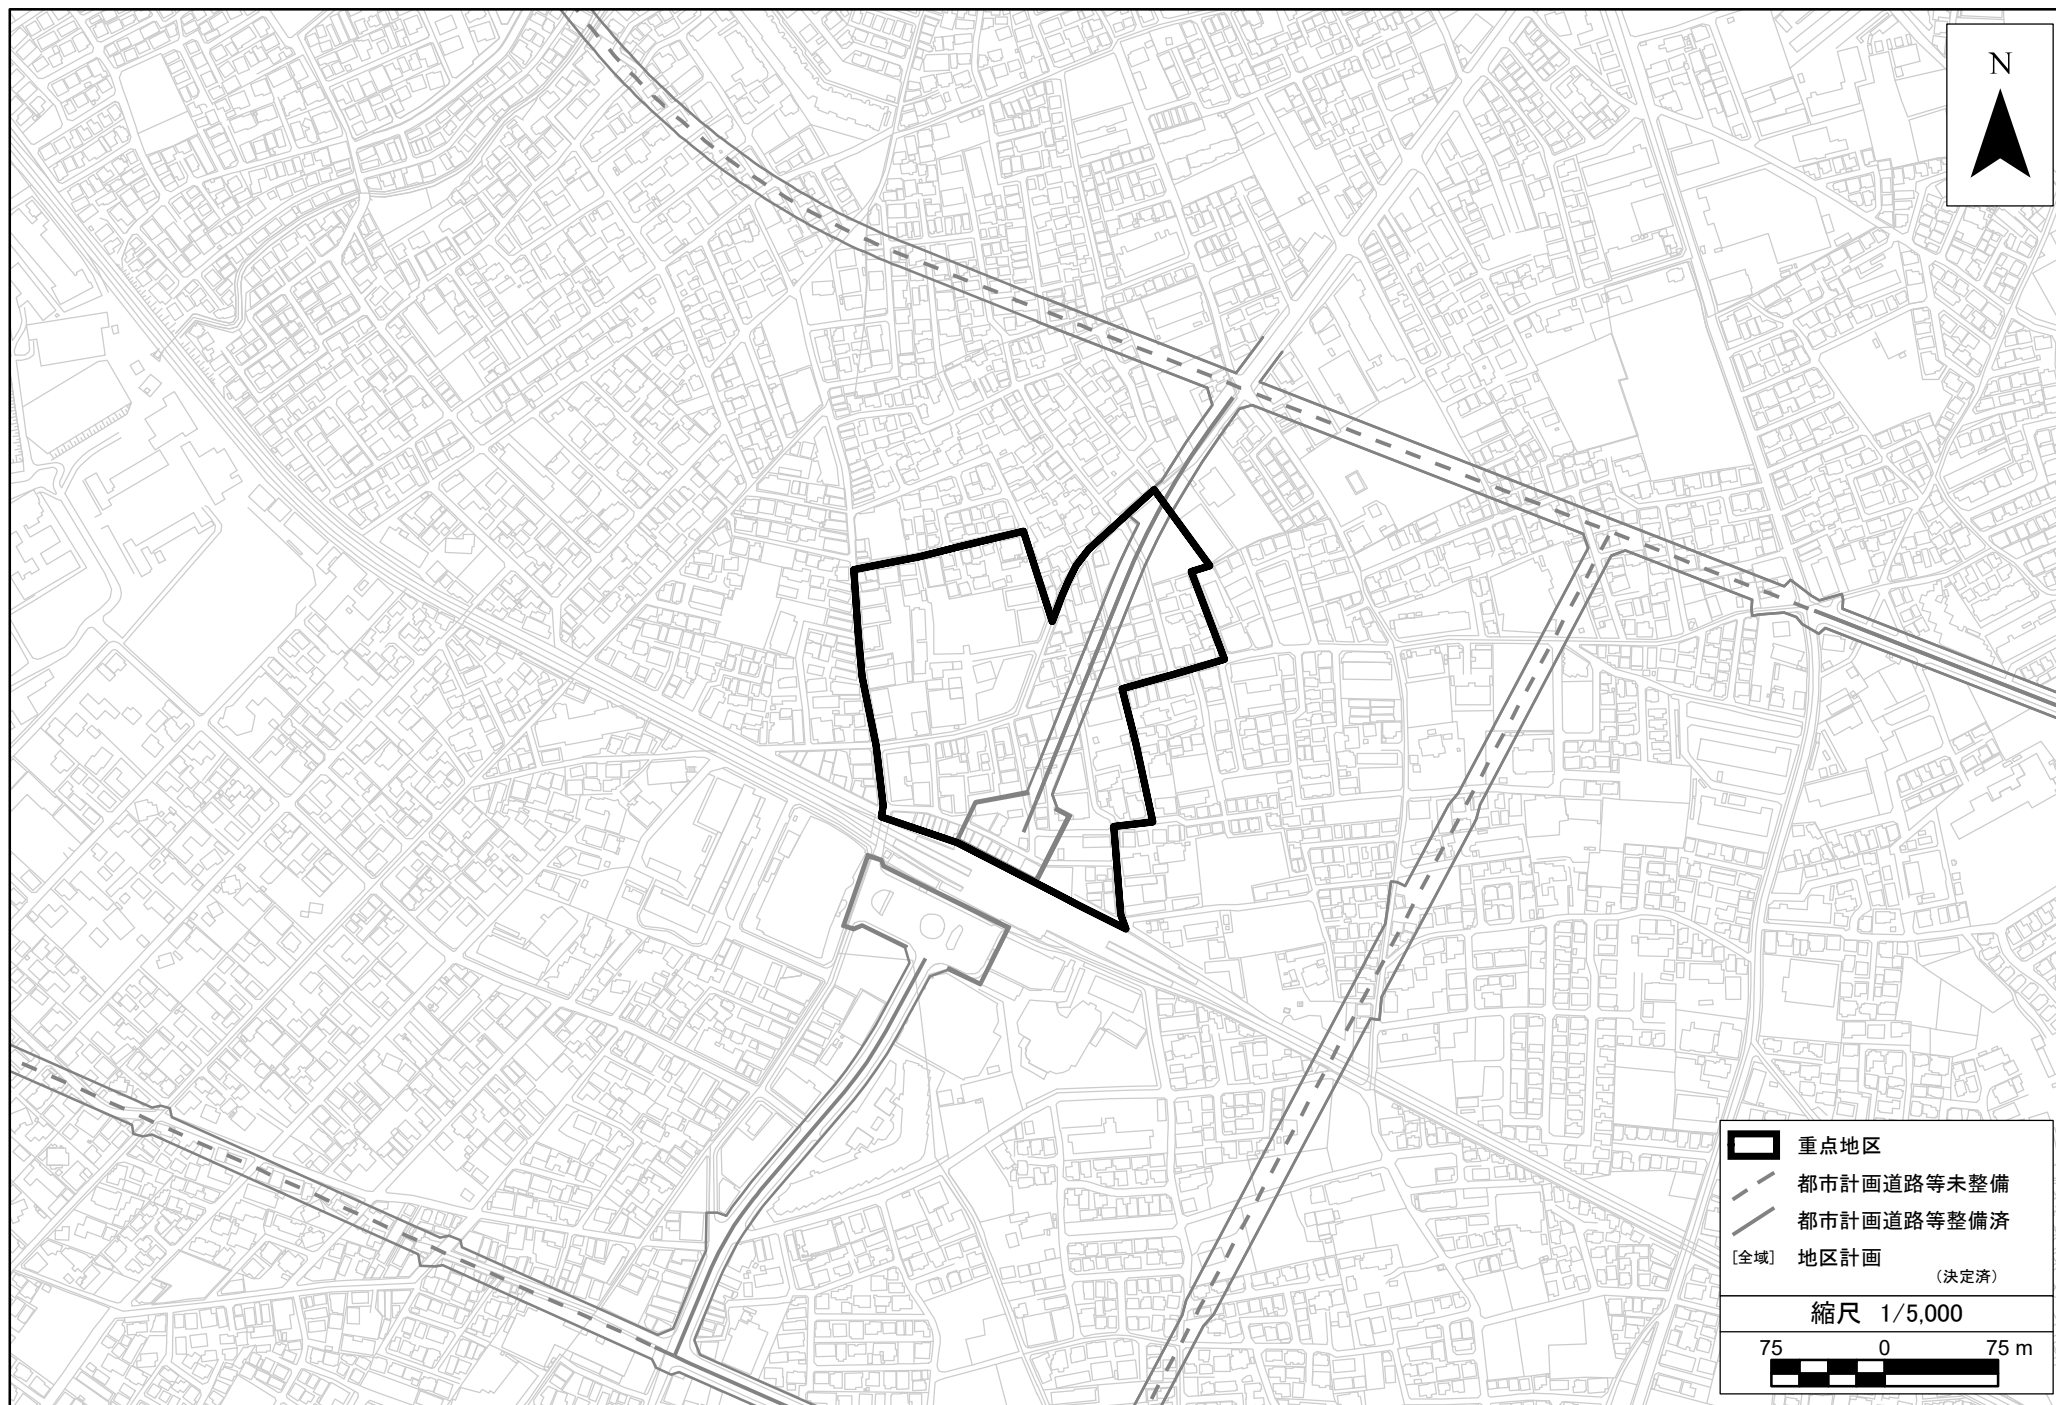 N
重点地区
都市計画道路等未整備
都市計画道路等整備済
[全域] 地区計画
（決定済）
縮尺 1/5,000
75 0 75 m